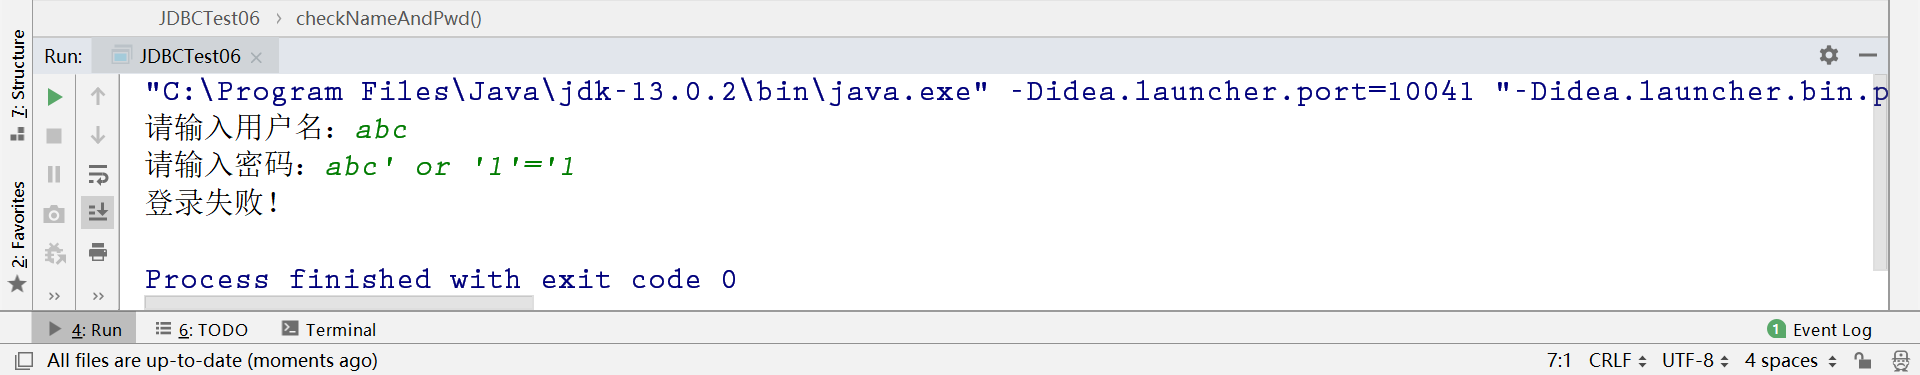 JDBCTest06 › checkNameAndPwd()
7: Structure
2: Favorites
Run: JDBCTest06 ×
"C:\Program Files\Java\jdk-13.0.2\bin\java.exe" -Didea.launcher.port=10041 "-Didea.launcher.bin.p
请输入用户名：abc
请输入密码：abc' or '1'='1
登录失败！
Process finished with exit code 0
4: Run 6: TODO Terminal 1 Event Log
All files are up-to-date (moments ago) 7:1 CRLF UTF-8 4 spaces